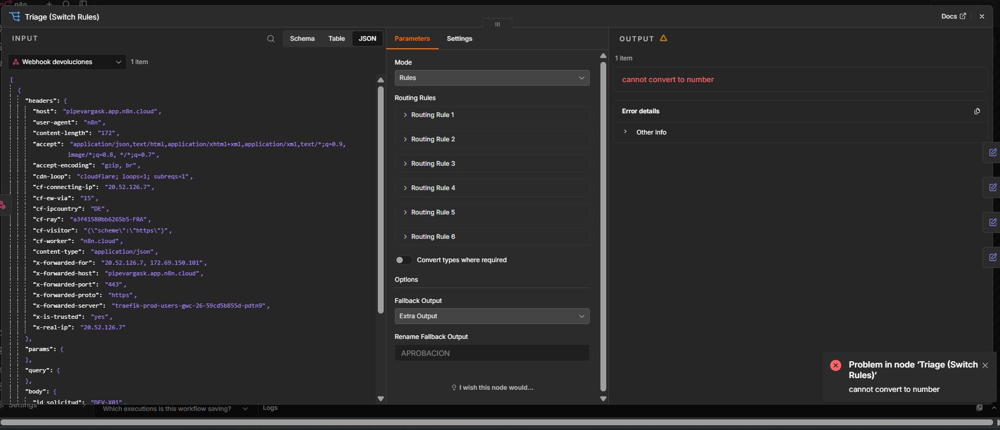 n8n
Triage (Switch Rules)
Docs
INPUT
Schema
Table
JSON
Parameters
Settings
OUTPUT
Webhook devoluciones
1 item
1 item
[
{
"headers": {
"host": "pipevargask.app.n8n.cloud",
"user-agent": "n8n",
"content-length": "172",
"accept": "application/json,text/html,application/xhtml+xml,application/xml,text/*;q=0.9,
image/*;q=0.8, */*;q=0.7",
"accept-encoding": "gzip, br",
"cdn-loop": "cloudflare; loops=1; subreqs=1",
"cf-connecting-ip": "20.52.126.7",
"cf-ew-via": "15",
"cf-ipcountry": "DE",
"cf-ray": "a3f41580bb6265b5-FRA",
"cf-visitor": "{\"scheme\":\"https\"}",
"cf-worker": "n8n.cloud",
"content-type": "application/json",
"x-forwarded-for": "20.52.126.7, 172.69.150.101",
"x-forwarded-host": "pipevargask.app.n8n.cloud",
"x-forwarded-port": "443",
"x-forwarded-proto": "https",
"x-forwarded-server": "traefik-prod-users-gwc-26-59cd5b855d-pdtn9",
"x-is-trusted": "yes",
"x-real-ip": "20.52.126.7"
},
"params": {
},
"query": {
},
"body": {
"id_solicitud": "DEV-X01",
Mode
Rules
Routing Rules
Routing Rule 1
Routing Rule 2
Routing Rule 3
Routing Rule 4
Routing Rule 5
Routing Rule 6
Convert types where required
Options
Fallback Output
Extra Output
Rename Fallback Output
APROBACION
I wish this node would...
cannot convert to number
Error details
Other info
Problem in node ‘Triage (Switch
Rules)‘
cannot convert to number
Settings
Which executions is this workflow saving?
Logs